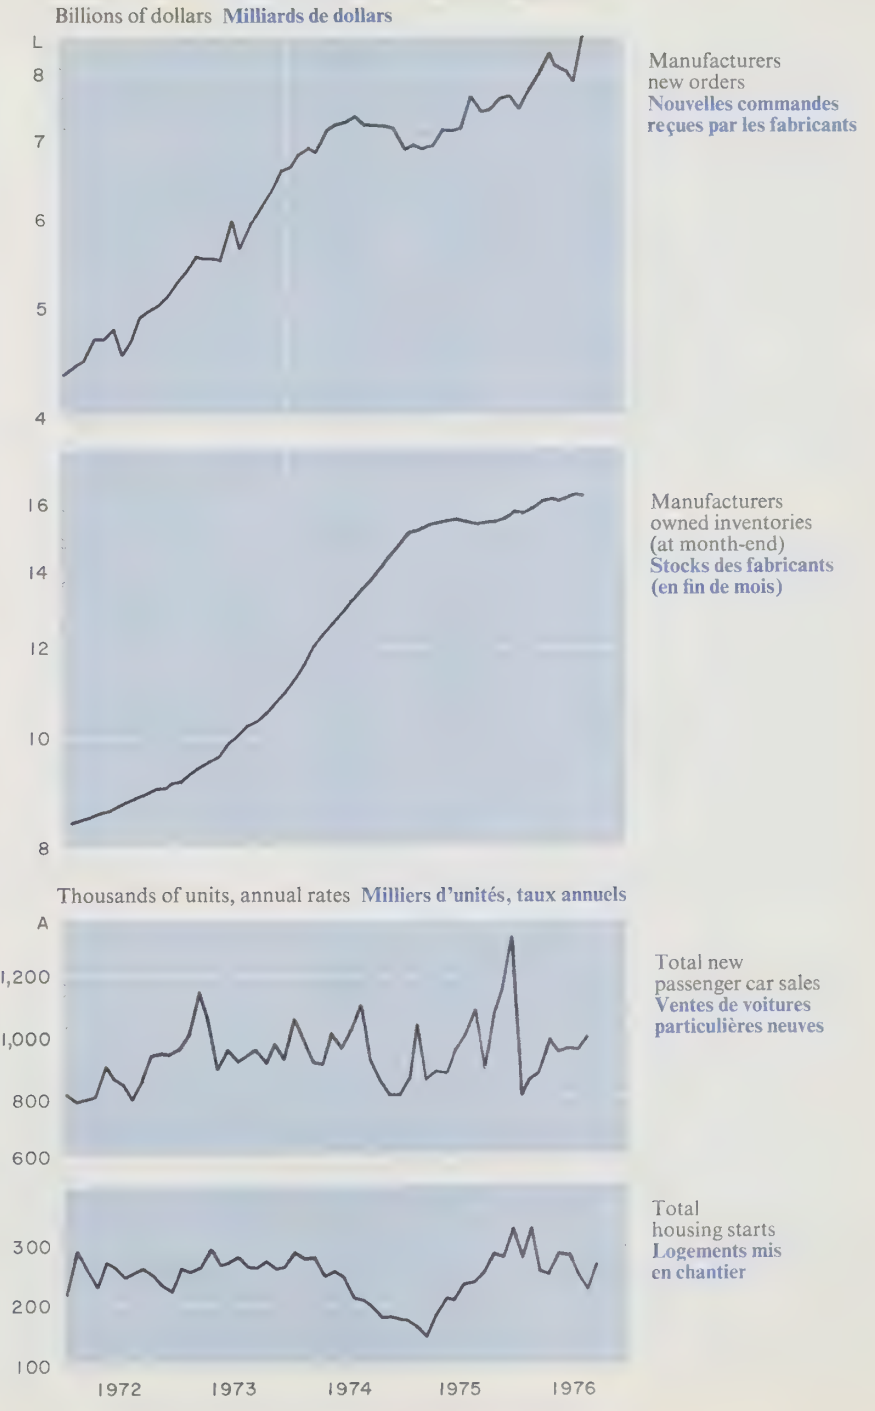 Billions of dollars Milliards de dollars
L
8
7
6
5
4
Manufacturers
new orders
Nouvelles commandes
reçues par les fabricants
16
14
12
10
8
Manufacturers
owned inventories
(at month-end)
Stocks des fabricants
(en fin de mois)
Thousands of units, annual rates Milliers d'unités, taux annuels
A
1,200
1,000
800
600
Total new
passenger car sales
Ventes de voitures
particulières neuves
300
200
100
Total
housing starts
Logements mis
en chantier
1972 1973 1974 1975 1976